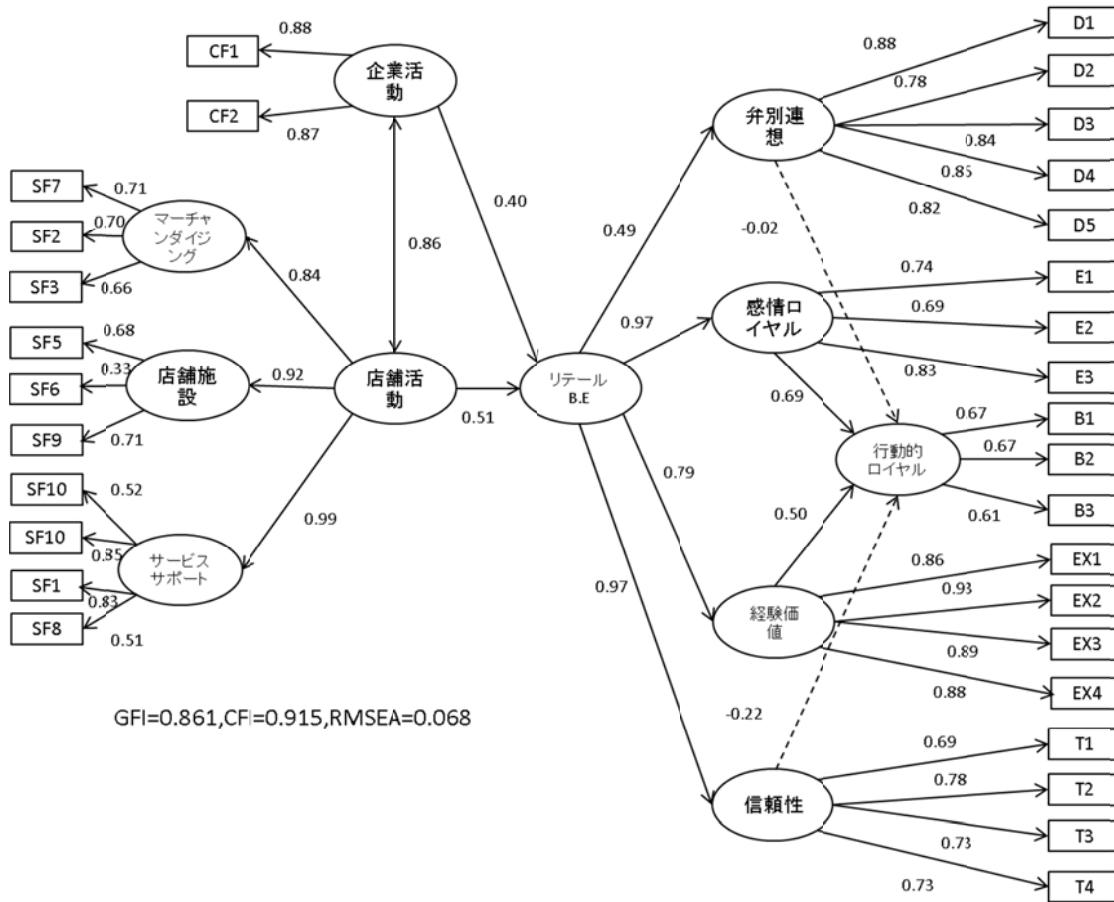 CF1
0.88
企業活
動
CF2
0.87
0.40
0.86
SF7
0.71
SF2
0.70
SF3
0.66
マーチャ
ンダイジ
ング
0.84
SF5
0.68
SF6
0.33
SF9
0.71
店舗施
設
0.92
店舗活
動
0.51
リテール
B.E
SF10
0.52
SF10
0.35
SF1
0.83
SF8
0.51
サービス
サポート
0.99
GFI=0.861,CFI=0.915,RMSEA=0.068
0.49
弁別連
想
0.88
D1
0.78
D2
D3
0.84
D4
0.85
0.82
D5
-0.02
0.97
感情ロ
イヤル
0.74
E1
0.69
E2
0.83
E3
0.69
行動的
ロイヤル
0.67
B1
0.67
B2
0.61
B3
0.79
0.50
経験価
値
0.86
EX1
0.93
EX2
0.89
EX3
0.88
EX4
0.97
-0.22
信頼性
0.69
T1
0.78
T2
0.73
T3
0.73
T4